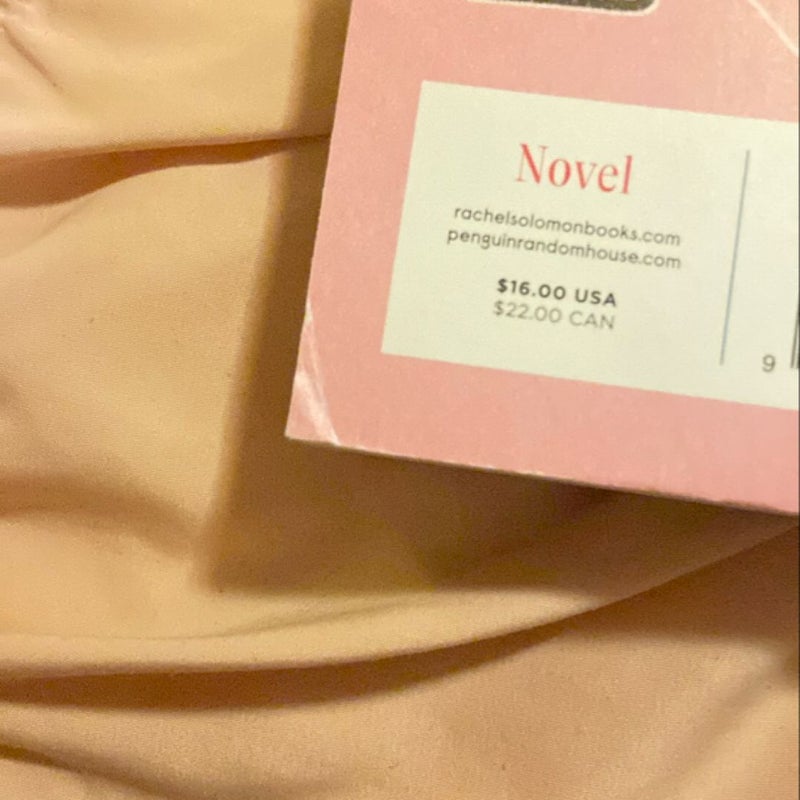 Novel
rachelsolomonbooks.com
penguinrandomhouse.com
$16.00 USA
$22.00 CAN
9